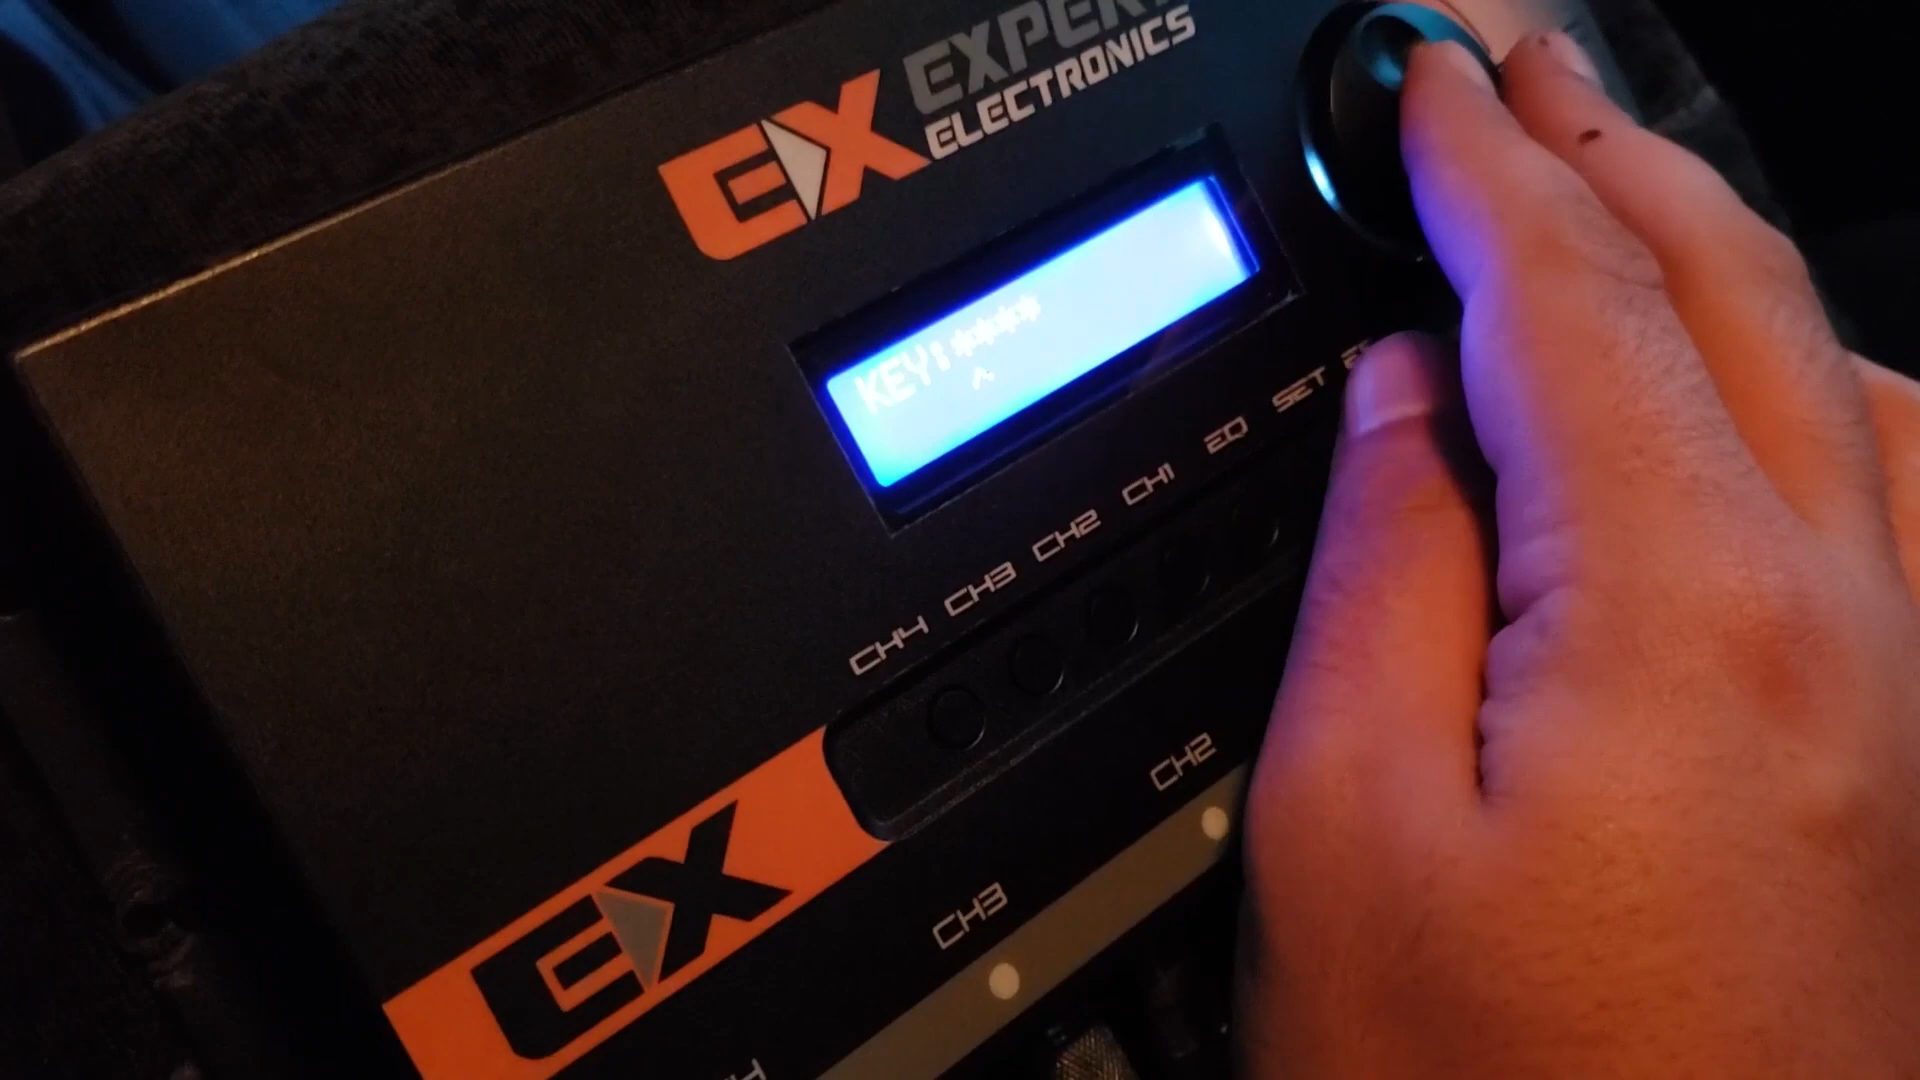 EX EXPERT
ELECTRONICS
KEY:****
^
CH4 CH3 CH2 CH1 EQ SET
EX
CH2
CH3